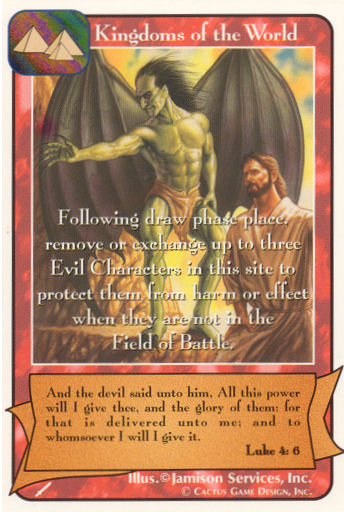 Kingdoms of the World
Following draw phase place,
remove or exchange up to three
Evil Characters in this site to
protect them from harm or effect
when they are not in the
Field of Battle.
And the devil said unto him, All this power
will I give thee, and the glory of them: for
that is delivered unto me; and to
whomsoever I will I give it.
Luke 4: 6
Illus.©Jamison Services, Inc.
© Cactus Game Design, Inc.